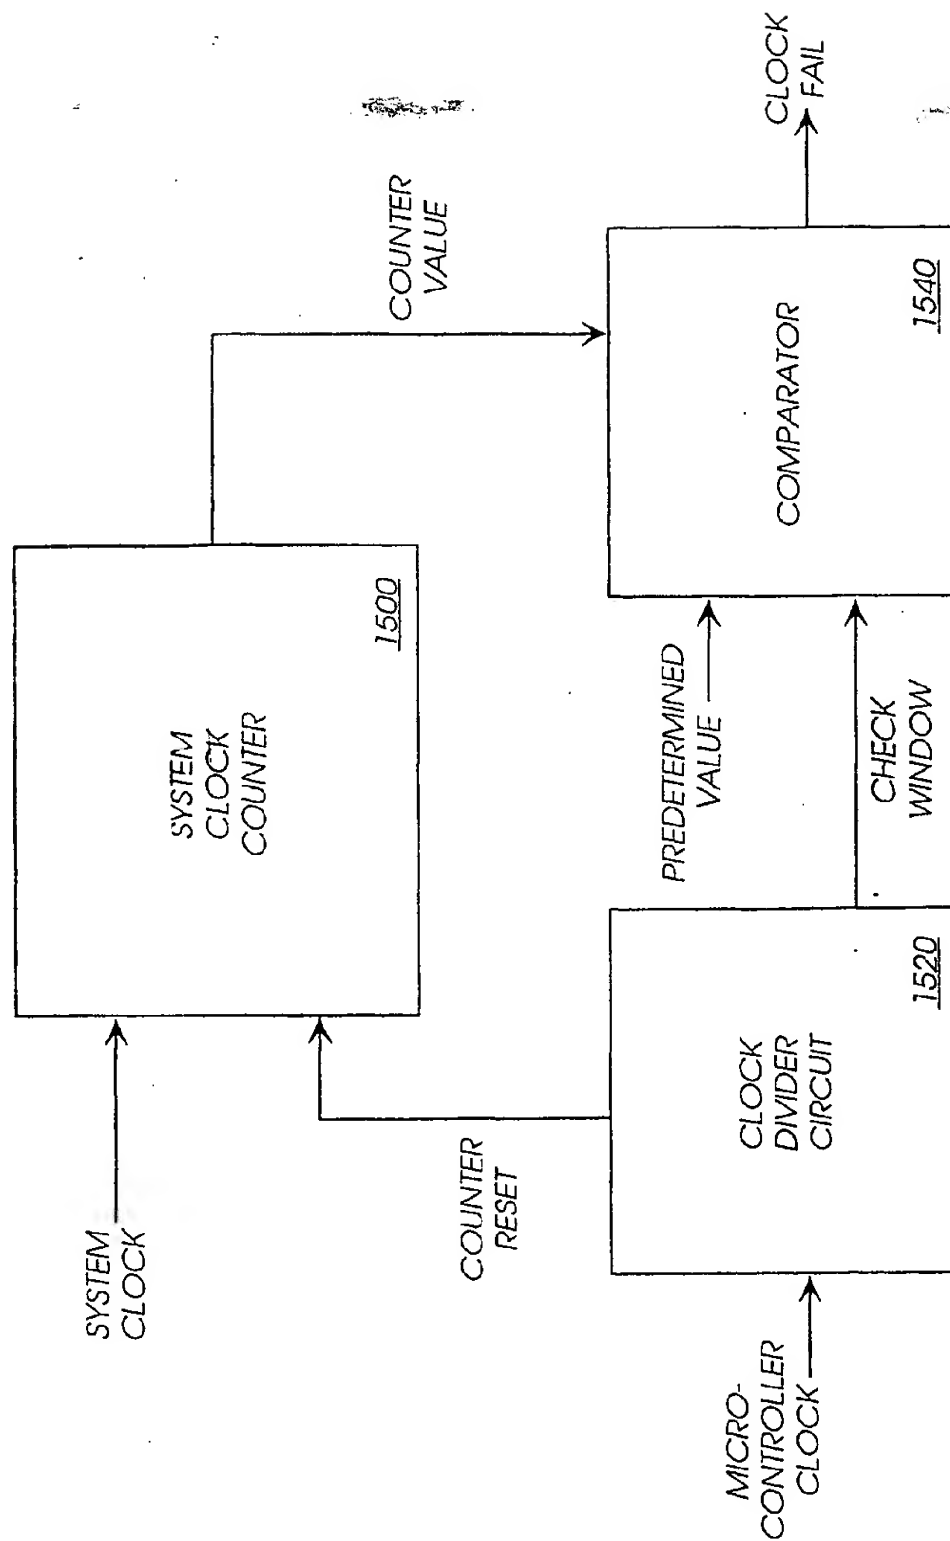 SYSTEM
CLOCK
SYSTEM
CLOCK
COUNTER
1500
COUNTER
VALUE
COUNTER
RESET
MICRO-
CONTROLLER
CLOCK
CLOCK
DIVIDER
CIRCUIT
1520
PREDETERMINED
VALUE
CHECK
WINDOW
COMPARATOR
1540
CLOCK
FAIL